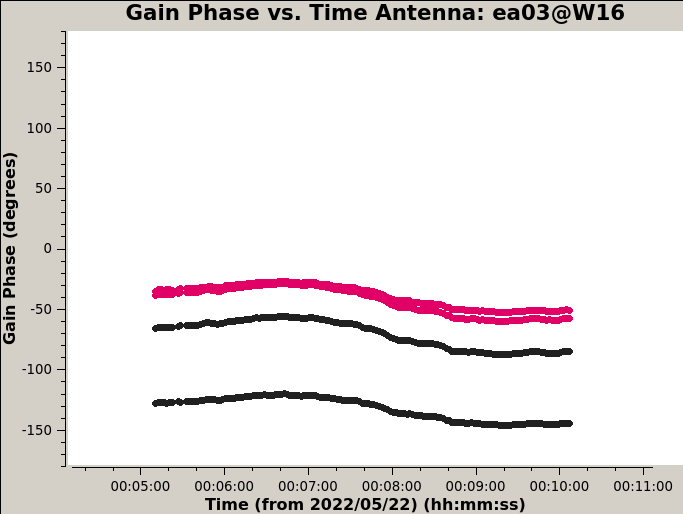 Gain Phase vs. Time Antenna: ea03@W16
Gain Phase (degrees)
150
100
50
0
-50
-100
-150
00:05:00 00:06:00 00:07:00 00:08:00 00:09:00 00:10:00 00:11:00
Time (from 2022/05/22) (hh:mm:ss)